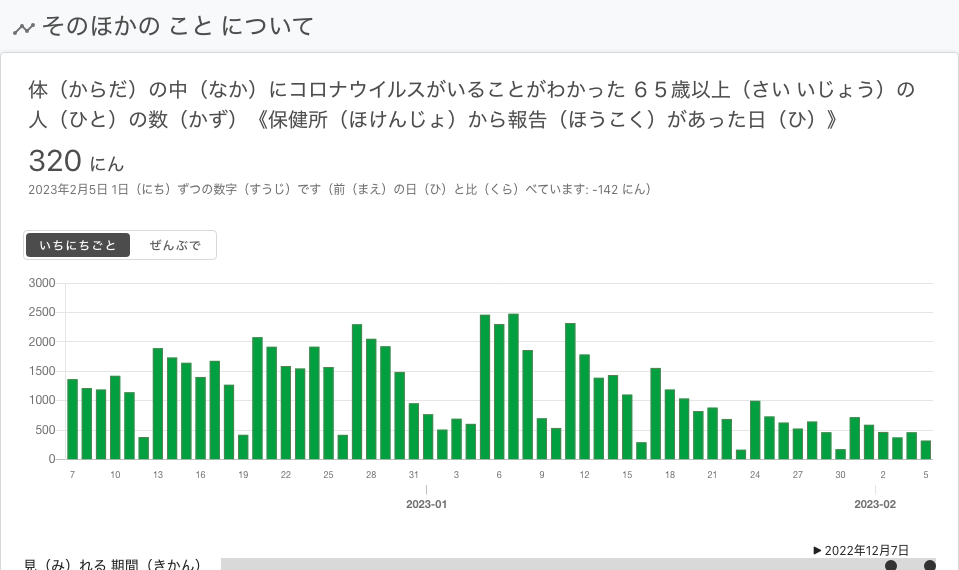 そのほかの こと について
体（からだ）の中（なか）にコロナウイルスがいることがわかった ６５歳以上（さい いじょう）の
人（ひと）の数（かず）《保健所（ほけんじょ）から報告（ほうこく）があった日（ひ）》
320 にん
2023年2月5日 1日（にち）ずつの数字（すうじ）です（前（まえ）の日（ひ）と比（くら）べています: -142 にん）
いちにちごと ぜんぶで
3000
2500
2000
1500
1000
500
0
7 10 13 16 19 22 25 28 31 3 6 9 12 15 18 21 24 27 30 2 5
2023-01 2023-02
▶ 2022年12月7日
見（み）れる 期間（きかん）